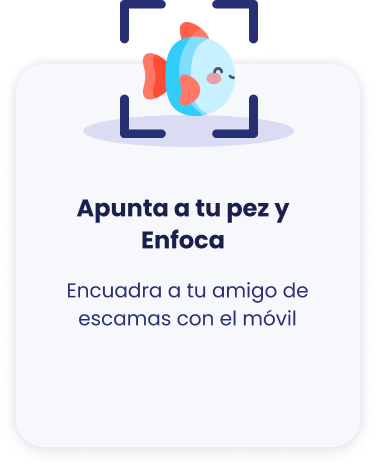 Apunta a tu pez y
Enfoca
Encuadra a tu amigo de
escamas con el móvil